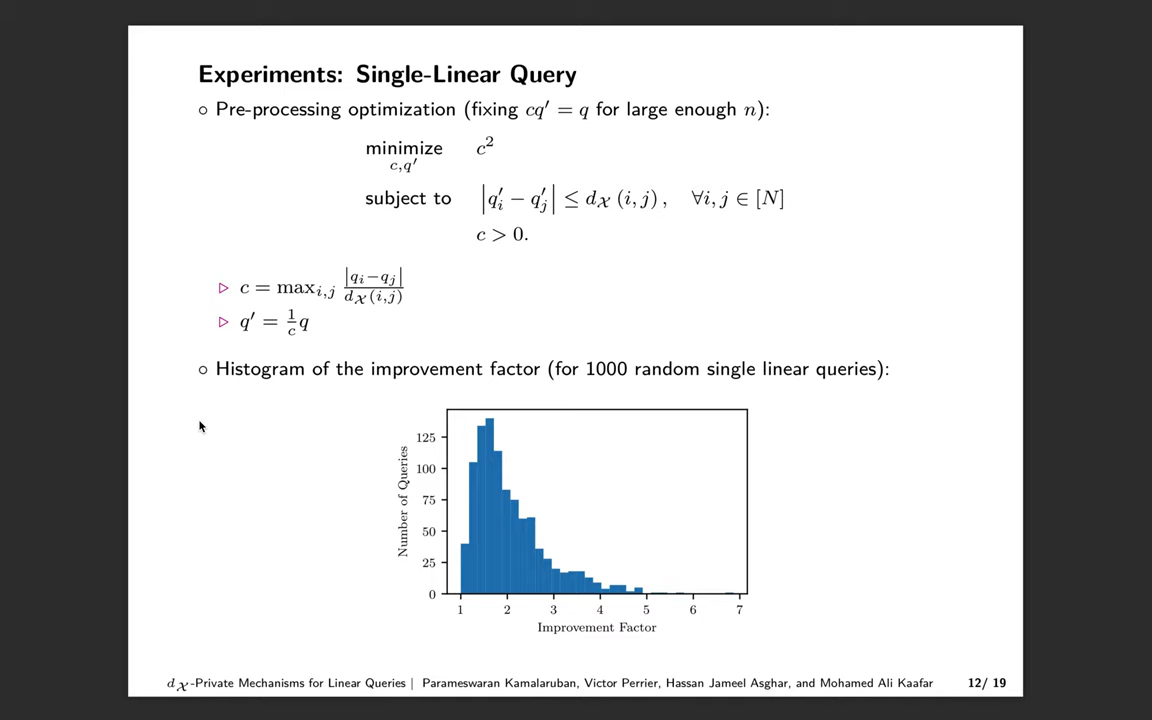 Experiments: Single-Linear Query
○ Pre-processing optimization (fixing cq′ = q for large enough n):
minimize c²
c,q′
subject to |q′ᵢ − q′ⱼ| ≤ d𝒳 (i, j), ∀i, j ∈ [N]
c > 0.
▷ c = maxᵢ,ⱼ |qᵢ−qⱼ| / d𝒳(i,j)
▷ q′ = 1/c q
○ Histogram of the improvement factor (for 1000 random single linear queries):
Number of Queries
125
100
75
50
25
0
1 2 3 4 5 6 7
Improvement Factor
d𝒳-Private Mechanisms for Linear Queries | Parameswaran Kamalaruban, Victor Perrier, Hassan Jameel Asghar, and Mohamed Ali Kaafar 12/ 19